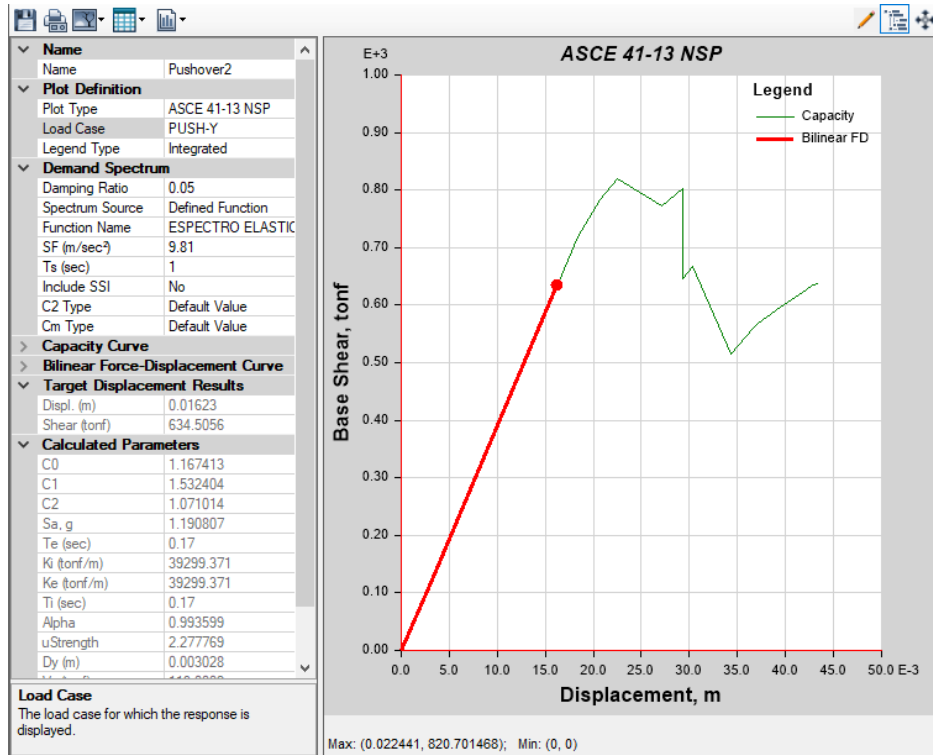 Name
Name Pushover2
Plot Definition
Plot Type ASCE 41-13 NSP
Load Case PUSH-Y
Legend Type Integrated
Demand Spectrum
Damping Ratio 0.05
Spectrum Source Defined Function
Function Name ESPECTRO ELASTIC
SF (m/sec²) 9.81
Ts (sec) 1
Include SSI No
C2 Type Default Value
Cm Type Default Value
Capacity Curve
Bilinear Force-Displacement Curve
Target Displacement Results
Displ. (m) 0.01623
Shear (tonf) 634.5056
Calculated Parameters
C0 1.167413
C1 1.532404
C2 1.071014
Sa, g 1.190807
Te (sec) 0.17
Ki (tonf/m) 39299.371
Ke (tonf/m) 39299.371
Ti (sec) 0.17
Alpha 0.993599
uStrength 2.277769
Dy (m) 0.003028
Load Case
The load case for which the response is
displayed.
ASCE 41-13 NSP
E+3
1.00
0.90
0.80
0.70
0.60
0.50
0.40
0.30
0.20
0.10
0.00
Base Shear, tonf
Legend
Capacity
Bilinear FD
0.0 5.0 10.0 15.0 20.0 25.0 30.0 35.0 40.0 45.0 50.0 E-3
Displacement, m
Max: (0.022441, 820.701468); Min: (0, 0)